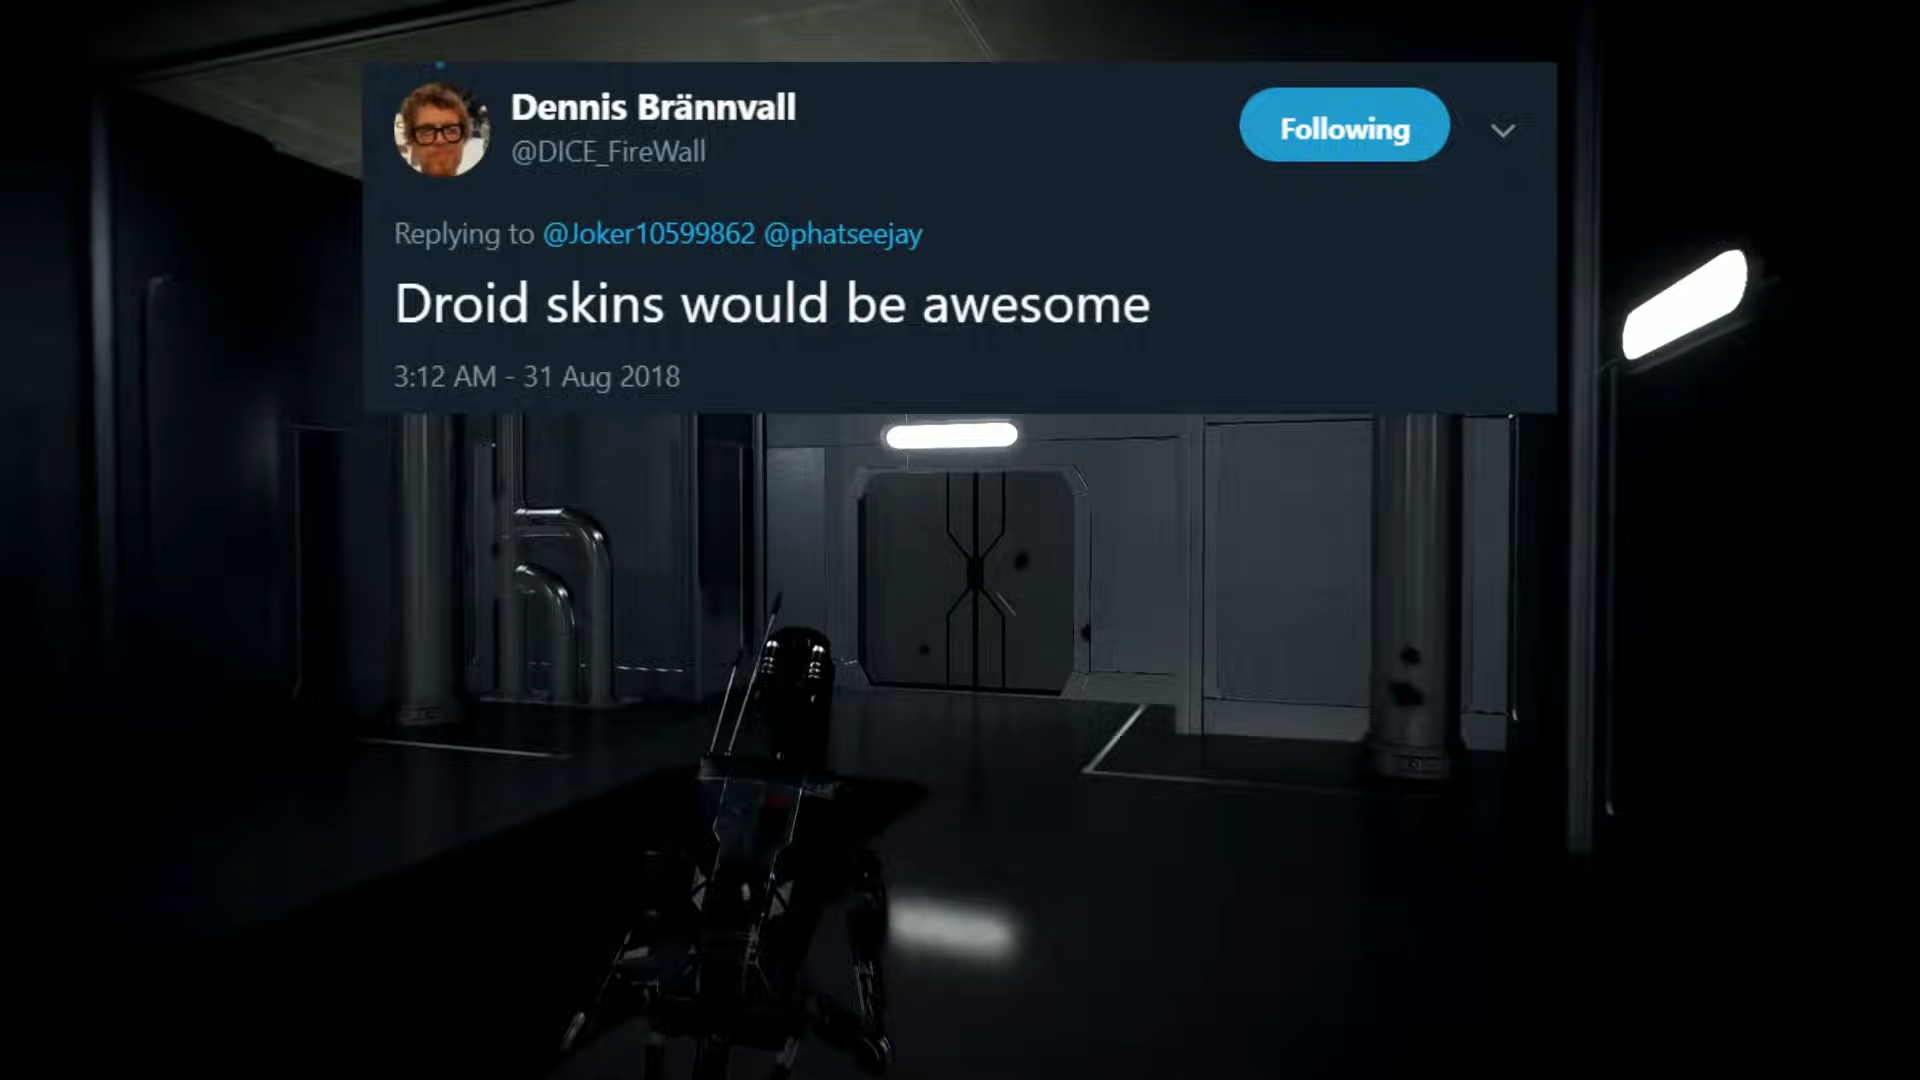 Dennis Brännvall
@DICE_FireWall
Following
Replying to @Joker10599862 @phatseejay
Droid skins would be awesome
3:12 AM - 31 Aug 2018